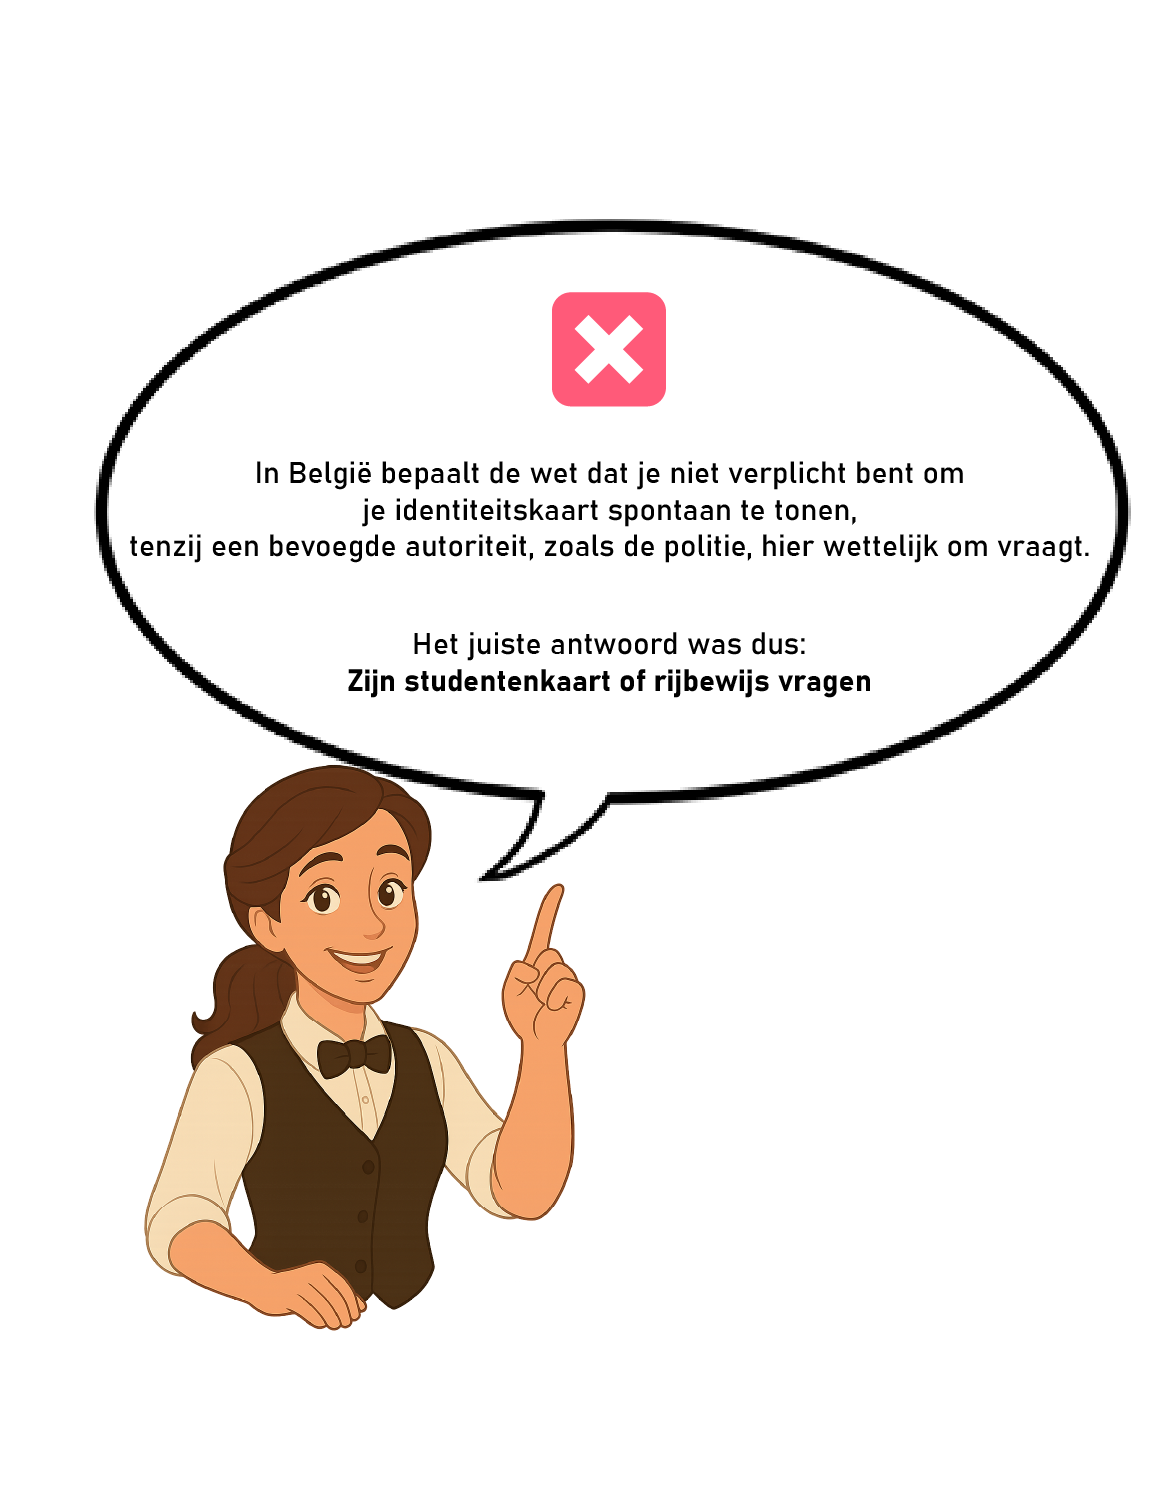 In België bepaalt de wet dat je niet verplicht bent om
je identiteitskaart spontaan te tonen,
tenzij een bevoegde autoriteit, zoals de politie, hier wettelijk om vraagt.
Het juiste antwoord was dus:
Zijn studentenkaart of rijbewijs vragen